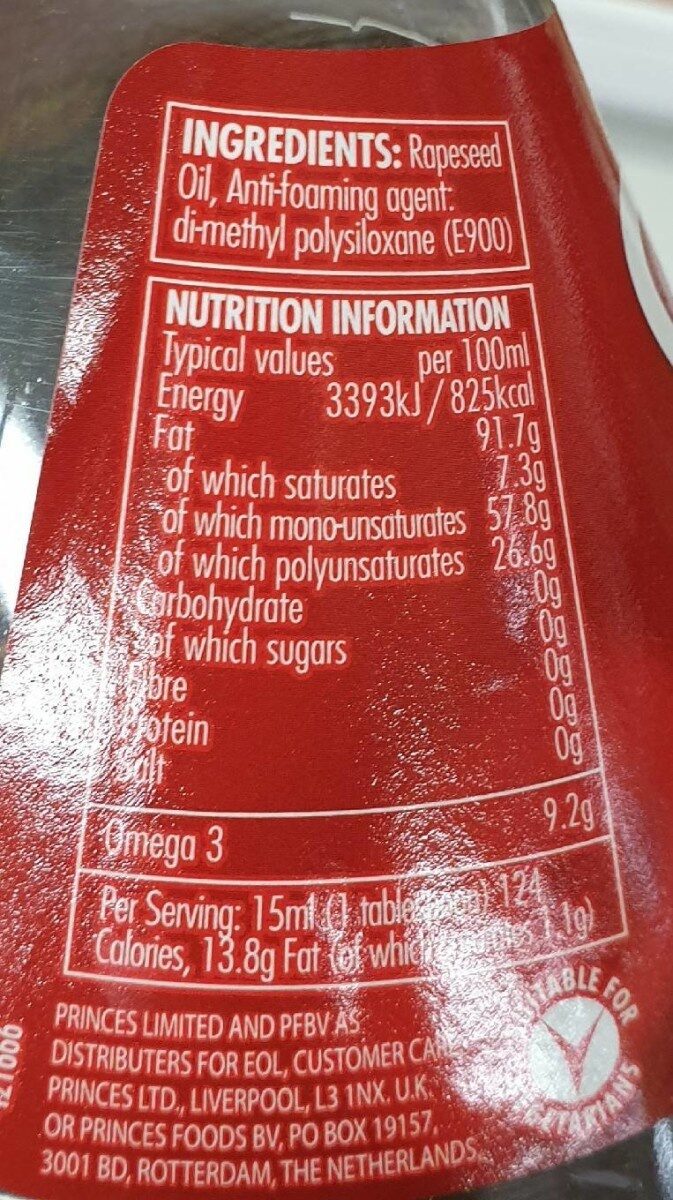 INGREDIENTS: Rapeseed
Oil, Anti-foaming agent:
di-methyl polysiloxane (E900)
NUTRITION INFORMATION
Typical values per 100ml
Energy 3393kJ/825kcal
Fat 91.7g
of which saturates 7.3g
of which mono-unsaturates 57.8g
of which polyunsaturates 26.6g
Carbohydrate 0g
of which sugars 0g
Fibre 0g
Protein 0g
Salt 0g
Omega 3 9.2g
Per Serving: 15ml (1 tablespoon) 124
Calories, 13.8g Fat (of which saturates 1.1g)
PRINCES LIMITED AND PFBV AS
DISTRIBUTERS FOR EOL, CUSTOMER CARE
PRINCES LTD., LIVERPOOL, L3 1NX. U.K.
OR PRINCES FOODS BV, PO BOX 19157,
3001 BD, ROTTERDAM, THE NETHERLANDS.
SUITABLE FOR
VEGETARIANS